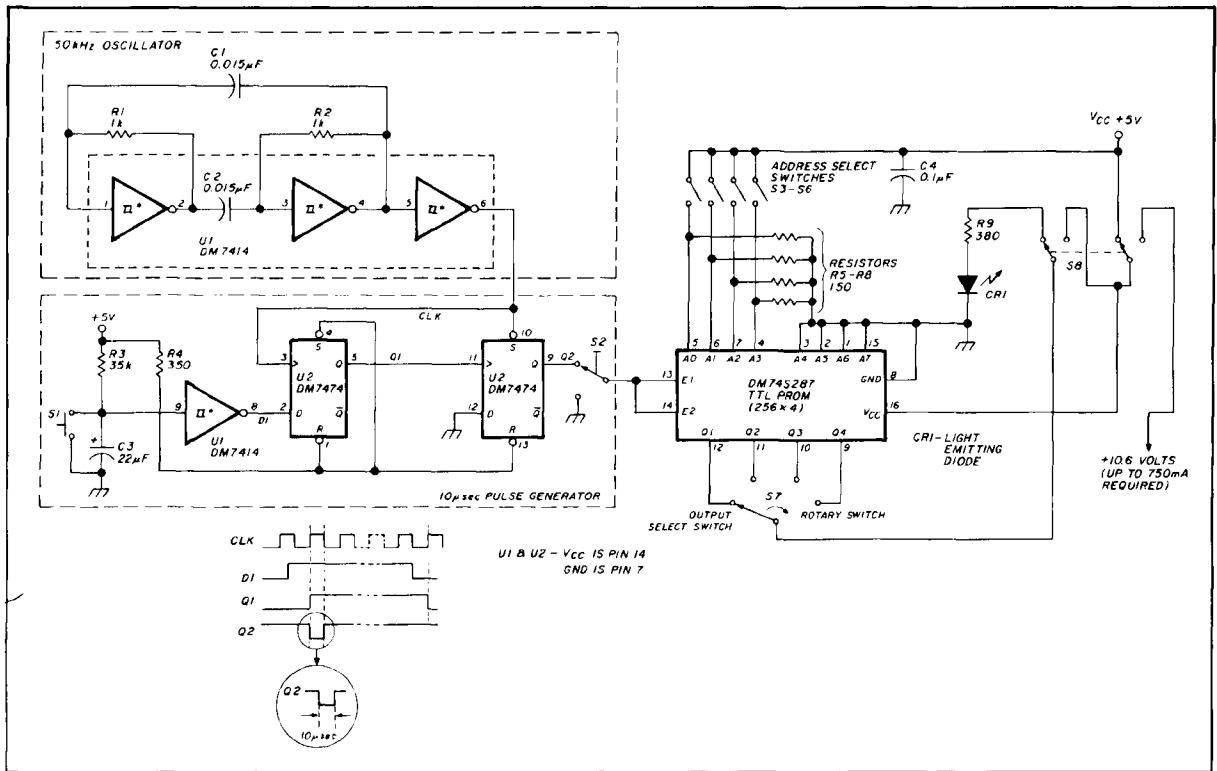 50kHz OSCILLATOR
C1
0.015µF
R1
1k
R2
1k
C2
0.015µF
1
2
3
4
5
6
U1
DM7414
+5V
R3
35k
R4
350
S1
C3
22µF
+
9
8
D1
U1
DM7414
CLK
4
S
3
Q
5
U2
DM7474
2
D
Q̅
R
1
Q1
10
S
11
Q
9
U2
DM7474
12
D
Q̅
R
13
Q2
S2
10µsec PULSE GENERATOR
VCC +5V
ADDRESS SELECT
SWITCHES
S3-S6
C4
0.1µF
RESISTORS
R5-R8
150
R9
380
CR1
S8
5
6
7
4
3
2
1
15
A0
A1
A2
A3
A4
A5
A6
A7
13
E1
14
E2
DM74S287
TTL PROM
(256×4)
GND
8
VCC
16
Q1
Q2
Q3
Q4
12
11
10
9
CR1-LIGHT
EMITTING
DIODE
+10.6 VOLTS
(UP TO 750mA
REQUIRED)
S7
OUTPUT
SELECT SWITCH
ROTARY SWITCH
U1 & U2 - VCC IS PIN 14
GND IS PIN 7
CLK
D1
Q1
Q2
Q2
10µsec